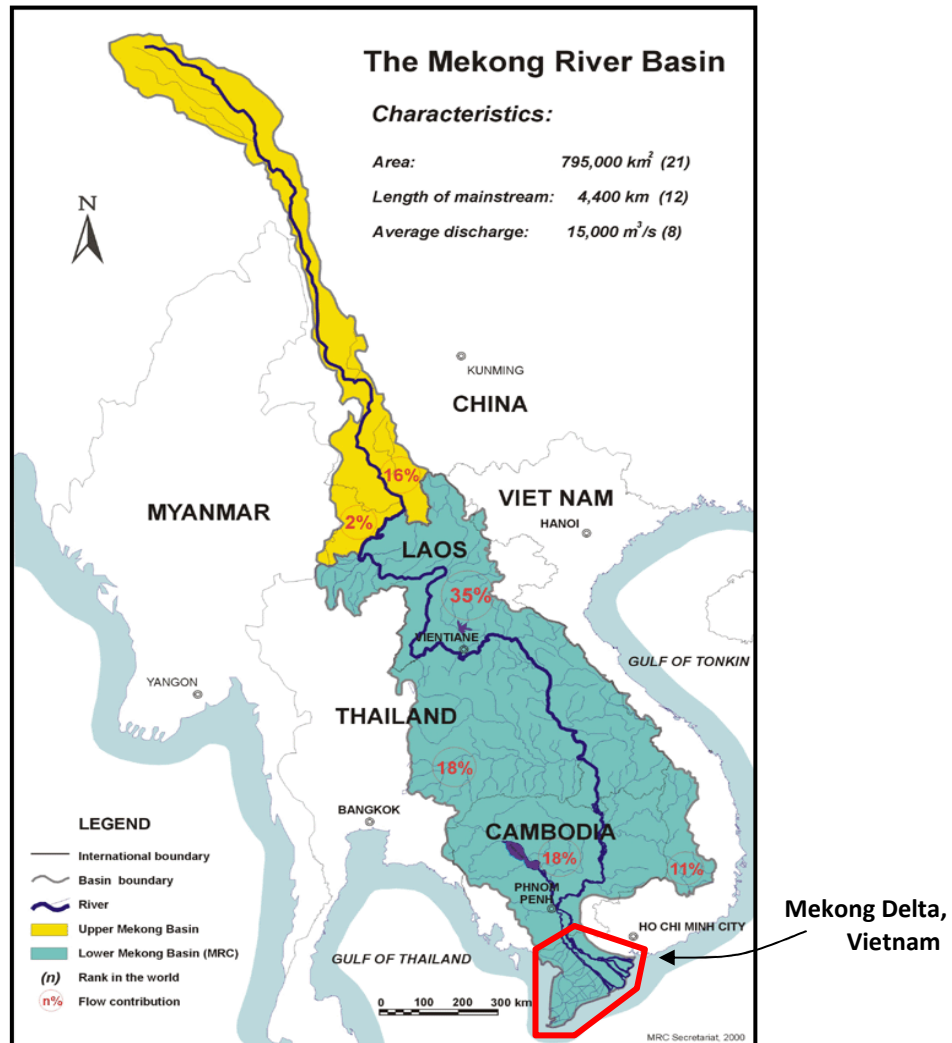 The Mekong River Basin
Characteristics:
Area: 795,000 km² (21)
Length of mainstream: 4,400 km (12)
Average discharge: 15,000 m³/s (8)
N
KUNMING
CHINA
16%
VIET NAM
MYANMAR
HANOI
2%
LAOS
35%
VIENTIANE
GULF OF TONKIN
YANGON
THAILAND
18%
BANGKOK
CAMBODIA
18%
11%
PHNOM
PENH
HO CHI MINH CITY
GULF OF THAILAND
LEGEND
International boundary
Basin boundary
River
Upper Mekong Basin
Lower Mekong Basin (MRC)
(n) Rank in the world
n% Flow contribution
0 100 200 300 km
MRC Secretariat, 2000
Mekong Delta,
Vietnam